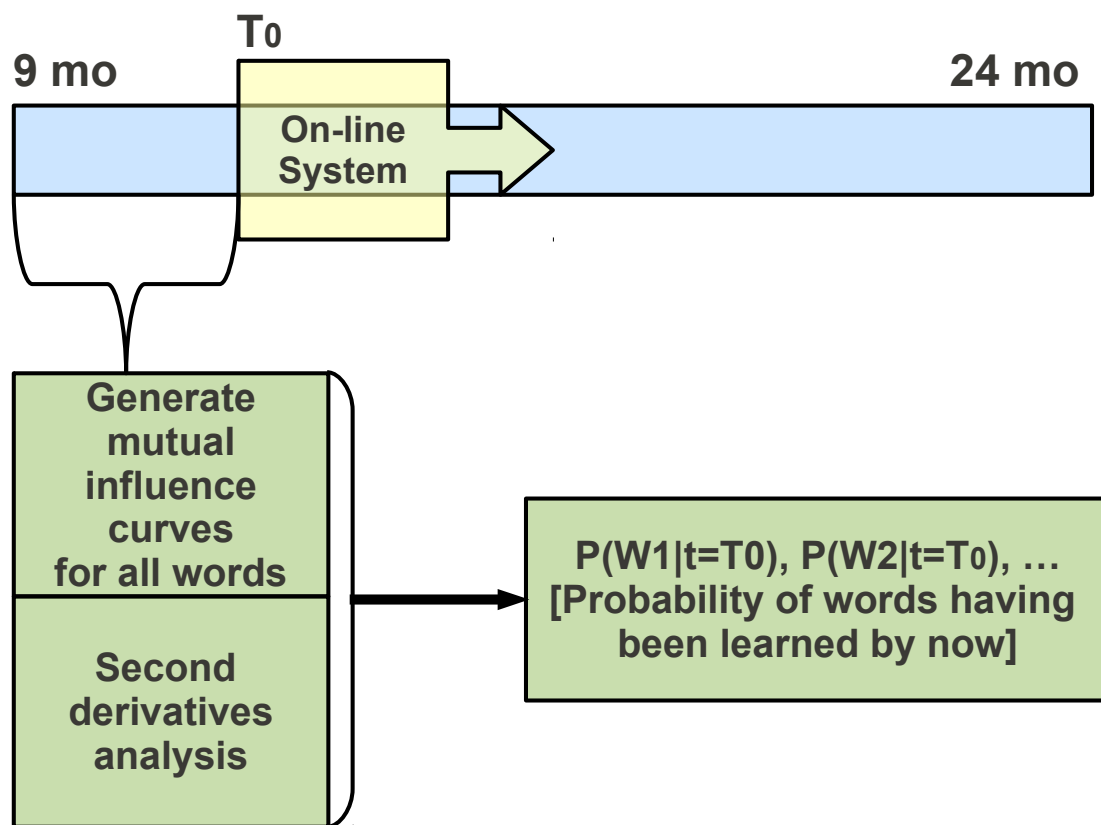 T0
9 mo
24 mo
On-line
System
Generate
mutual
influence
curves
for all words
Second
derivatives
analysis
P(W1|t=T0), P(W2|t=T0), …
[Probability of words having
been learned by now]